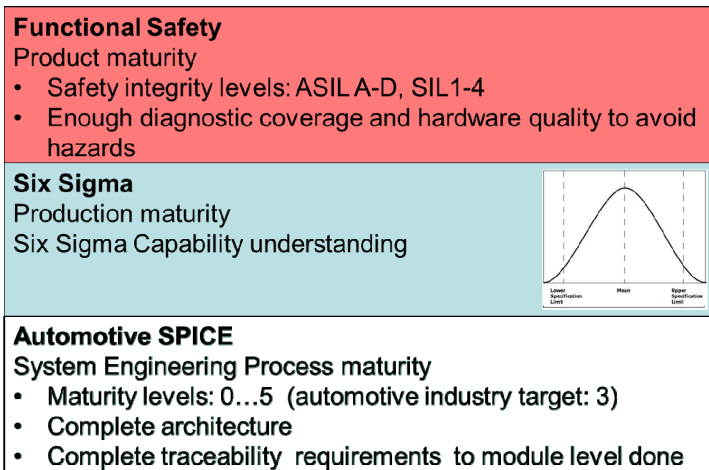 Functional Safety
Product maturity
• Safety integrity levels: ASIL A-D, SIL1-4
• Enough diagnostic coverage and hardware quality to avoid
hazards
Six Sigma
Production maturity
Six Sigma Capability understanding
Lower Specification Limit
Mean
Upper Specification Limit
Automotive SPICE
System Engineering Process maturity
• Maturity levels: 0…5 (automotive industry target: 3)
• Complete architecture
• Complete traceability requirements to module level done